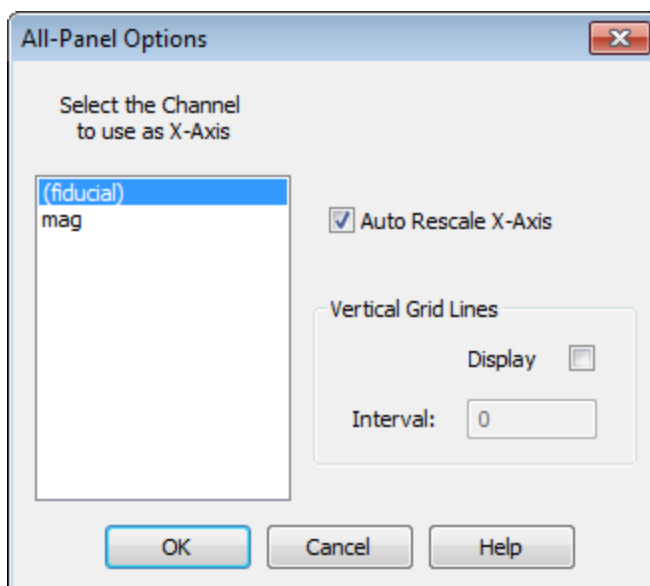 All-Panel Options
Select the Channel
to use as X-Axis
(fiducial)
mag
Auto Rescale X-Axis
Vertical Grid Lines
Display
Interval: 0
OK Cancel Help